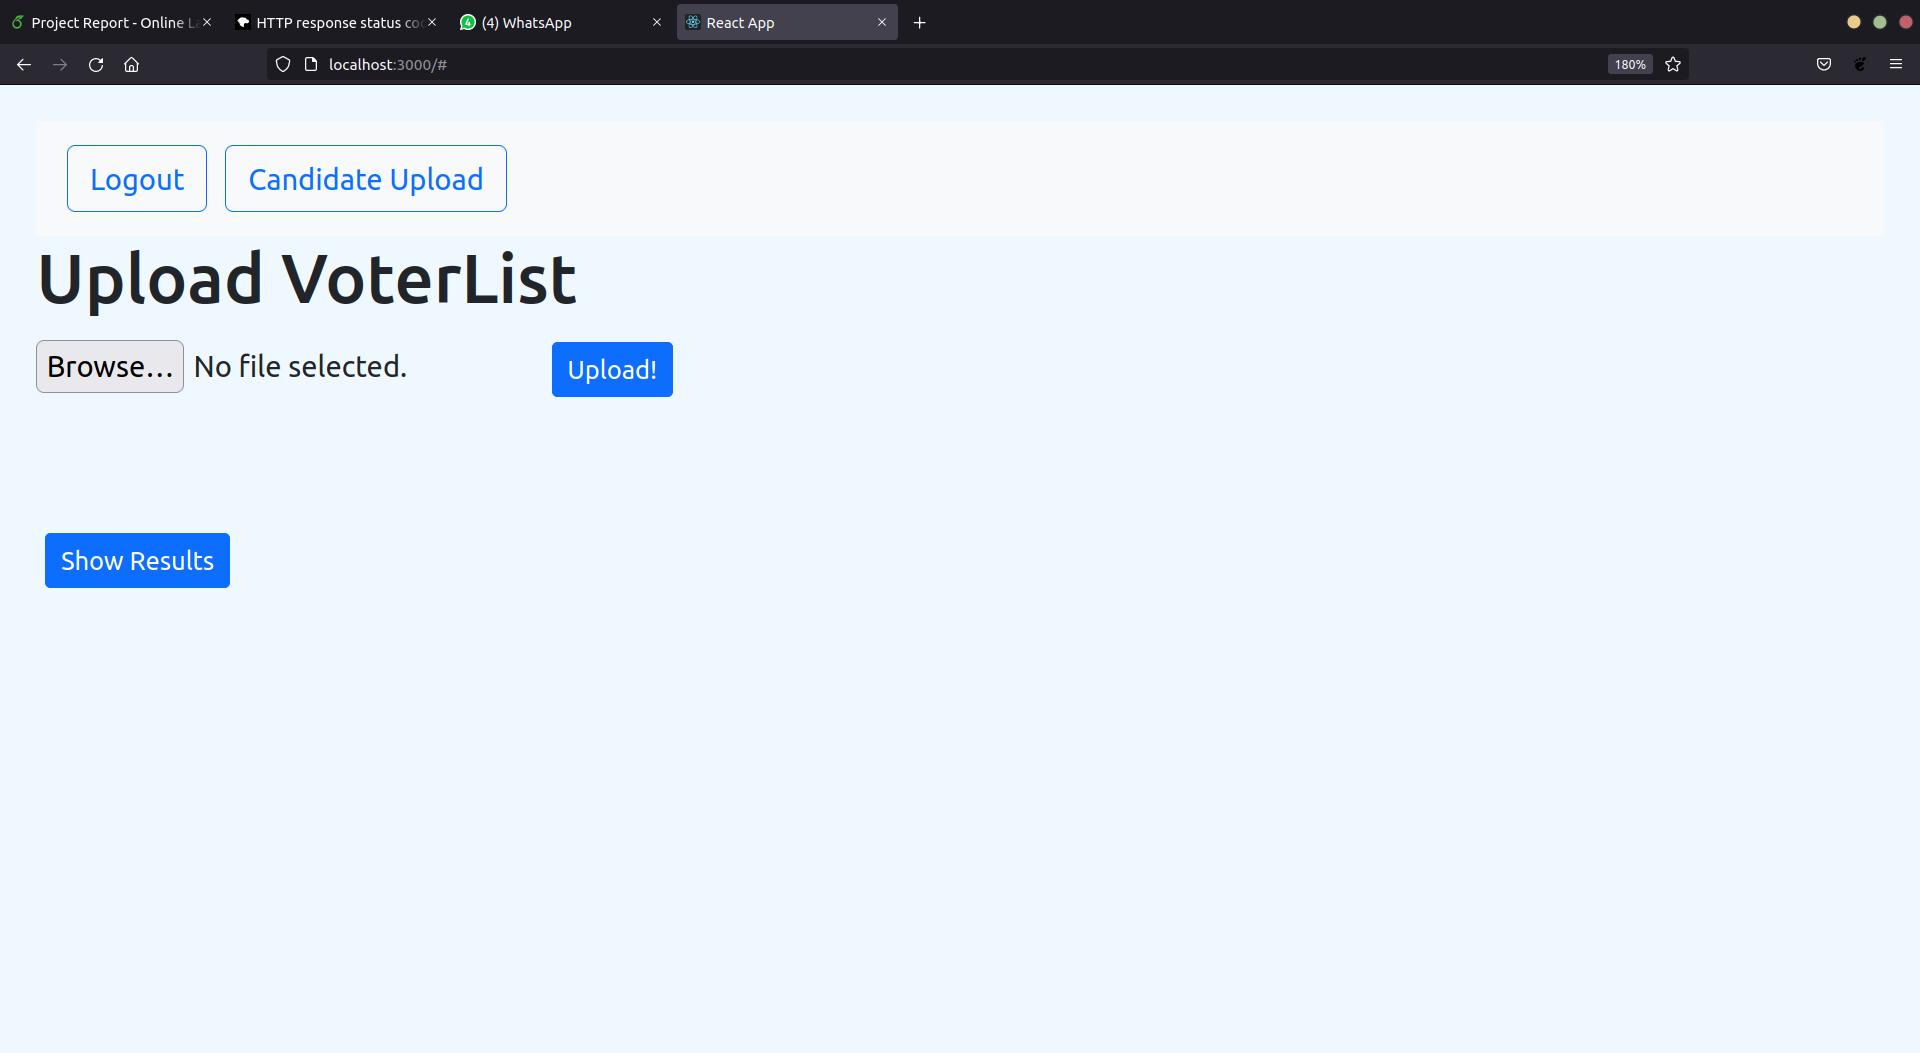 Project Report - Online
HTTP response status
(4) WhatsApp
React App
localhost:3000/#
180%
Logout
Candidate Upload
Upload VoterList
Browse...
No file selected.
Upload!
Show Results